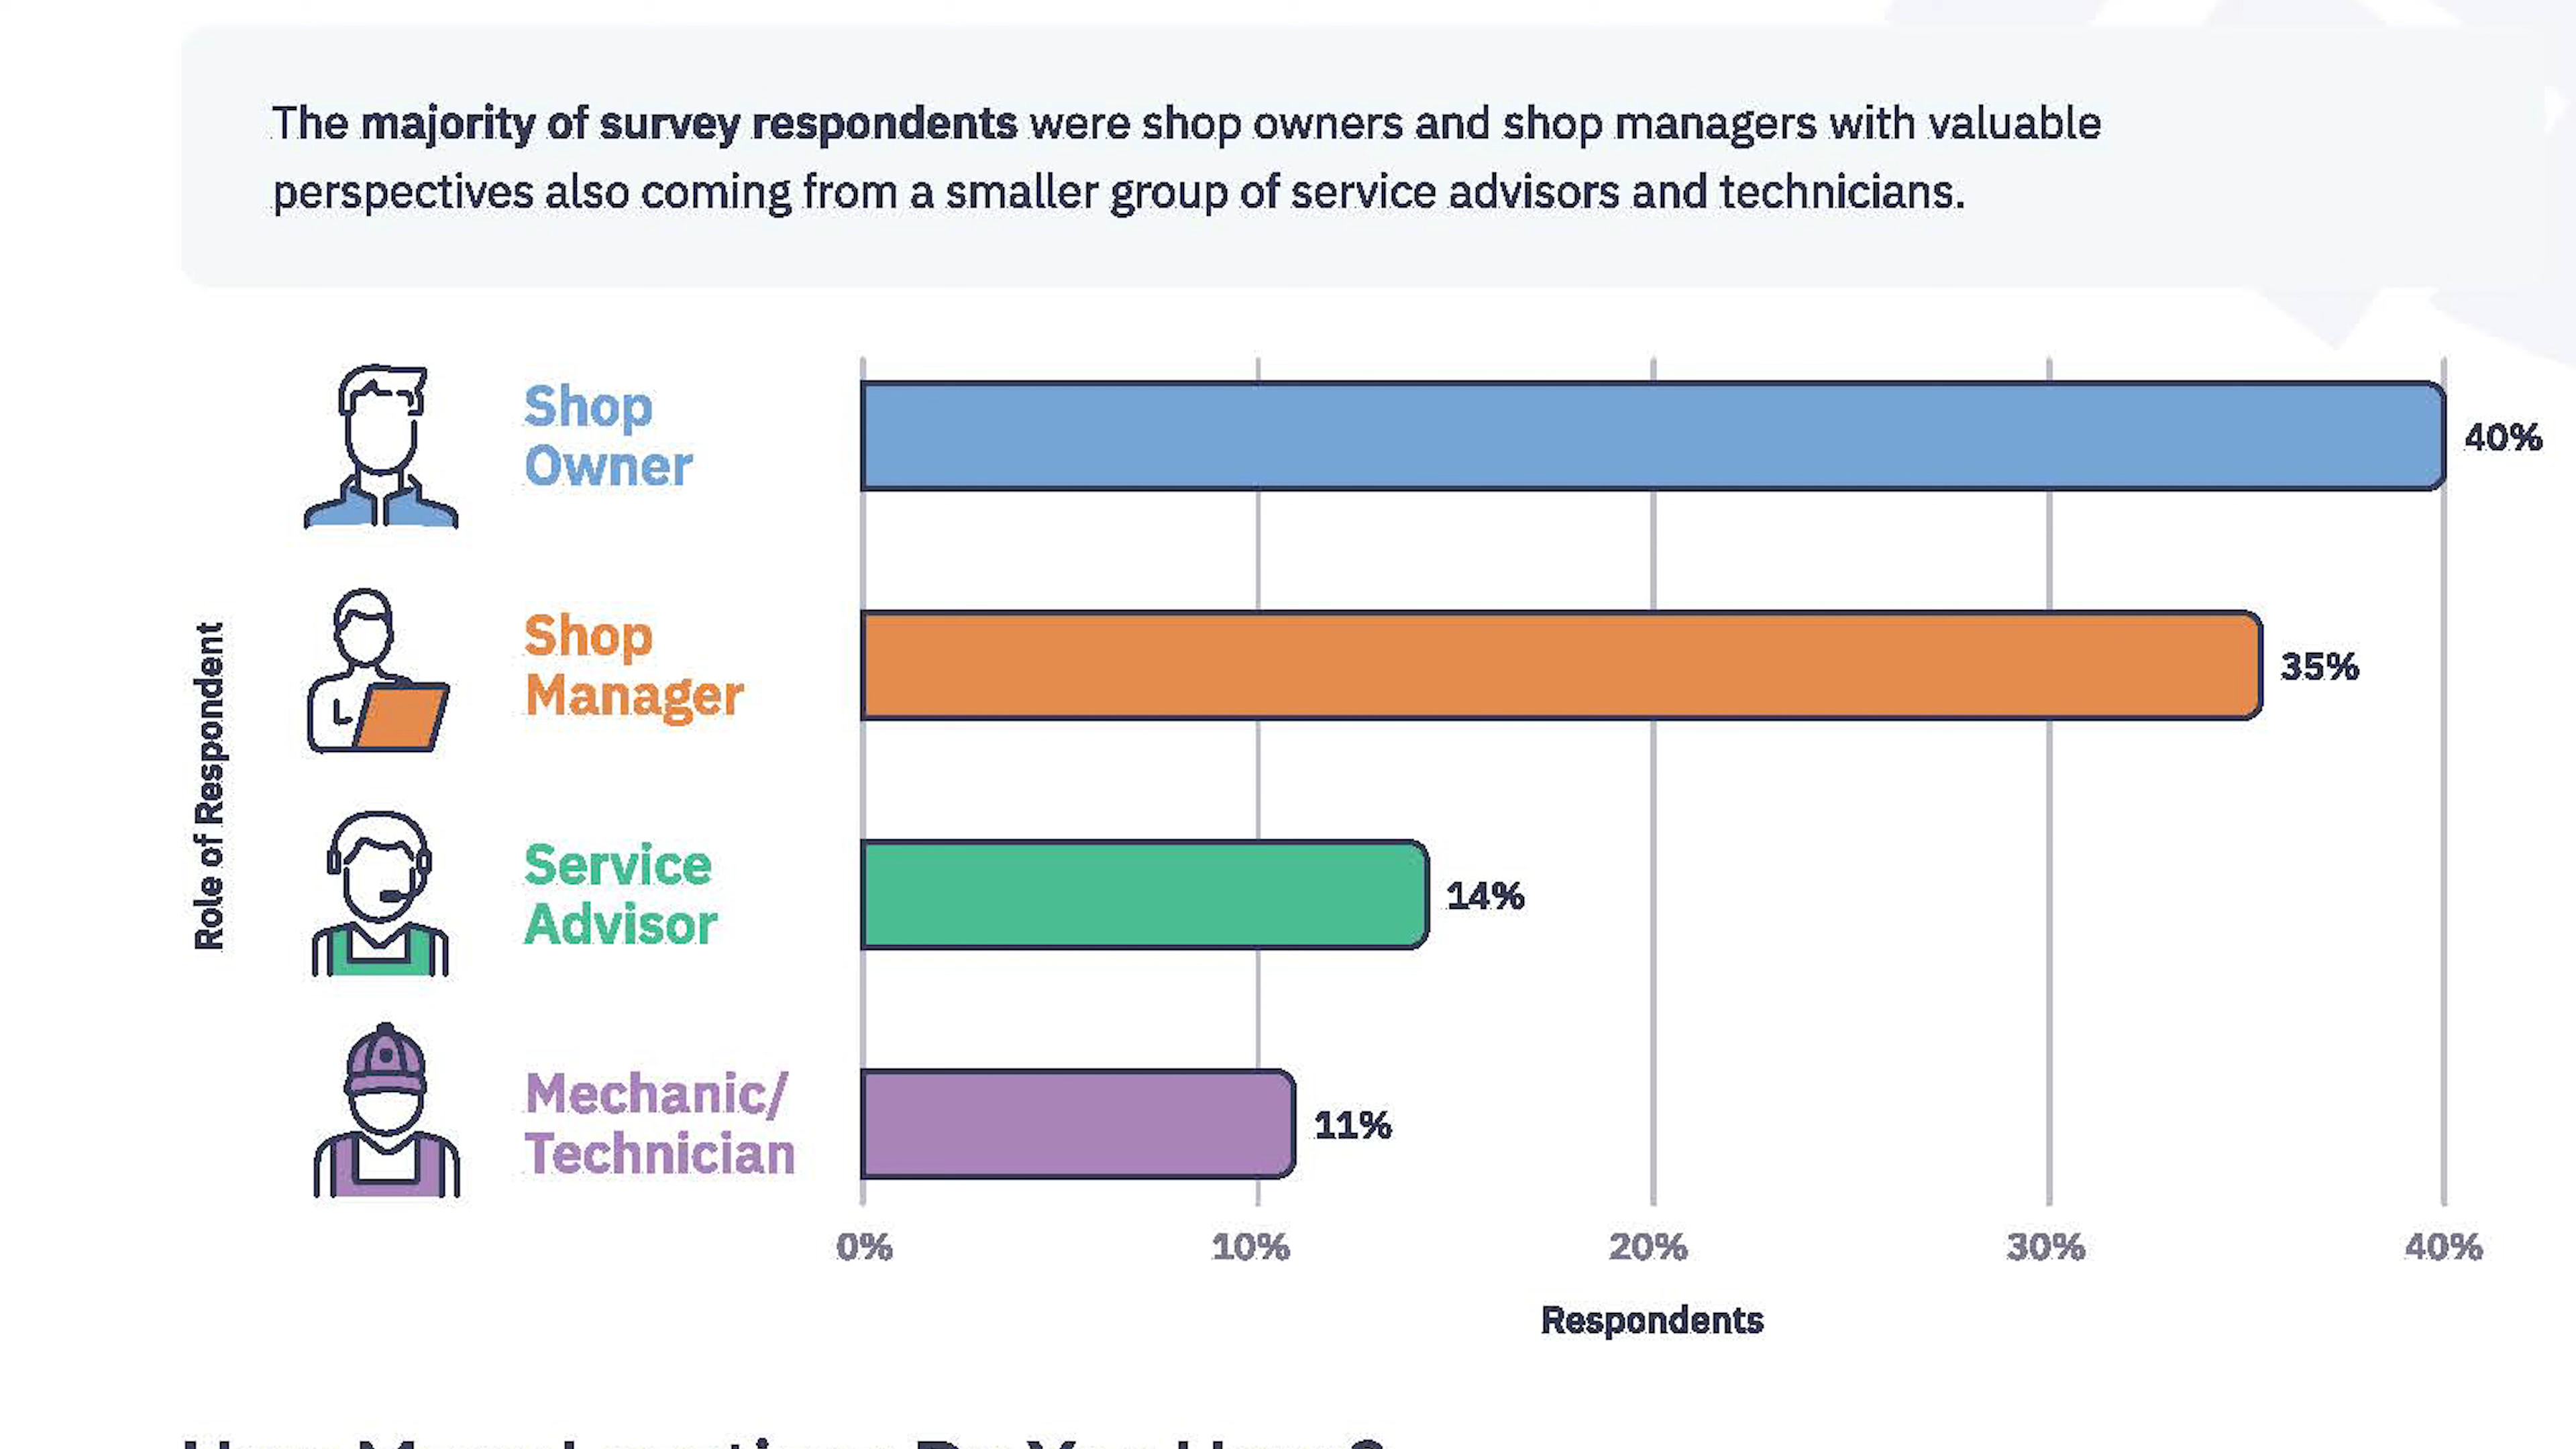 The majority of survey respondents were shop owners and shop managers with valuable
perspectives also coming from a smaller group of service advisors and technicians.
Role of Respondent
Shop
Owner
40%
Shop
Manager
35%
Service
Advisor
14%
Mechanic/
Technician
11%
0% 10% 20% 30% 40%
Respondents